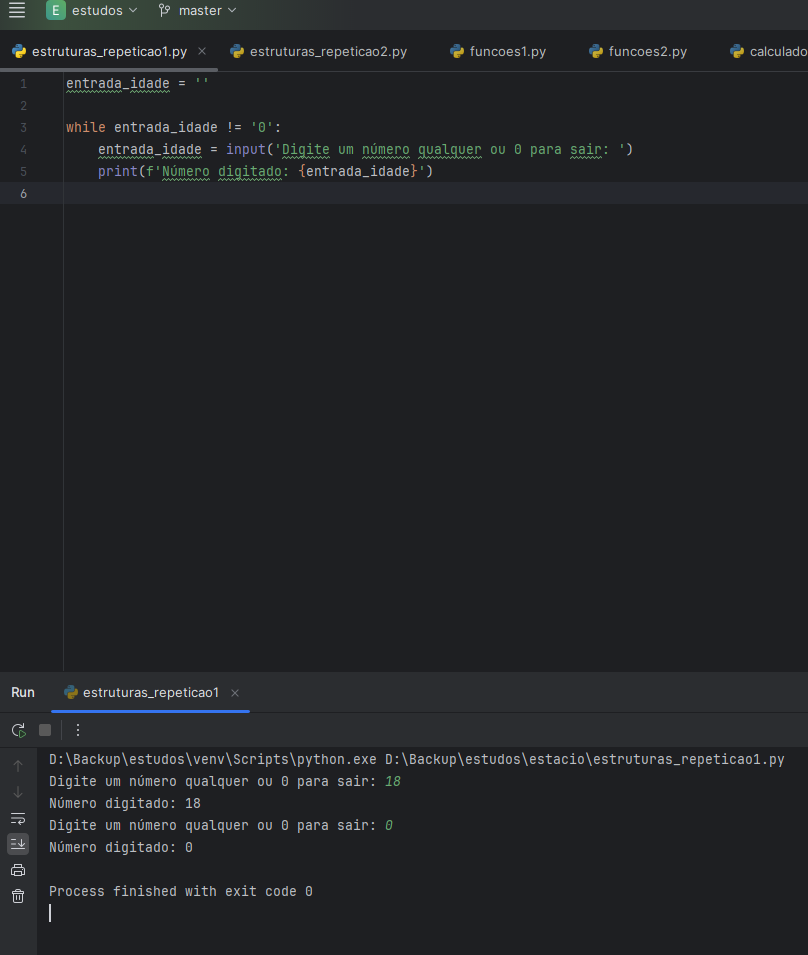 E estudos master
estruturas_repeticao1.py estruturas_repeticao2.py funcoes1.py funcoes2.py
1 entrada_idade = ''
2
3 while entrada_idade != '0':
4     entrada_idade = input('Digite um número qualquer ou 0 para sair: ')
5     print(f'Número digitado: {entrada_idade}')
6
Run estruturas_repeticao1
D:\Backup\estudos\venv\Scripts\python.exe D:\Backup\estudos\estacio\estruturas_repeticao1.py
Digite um número qualquer ou 0 para sair: 18
Número digitado: 18
Digite um número qualquer ou 0 para sair: 0
Número digitado: 0
Process finished with exit code 0